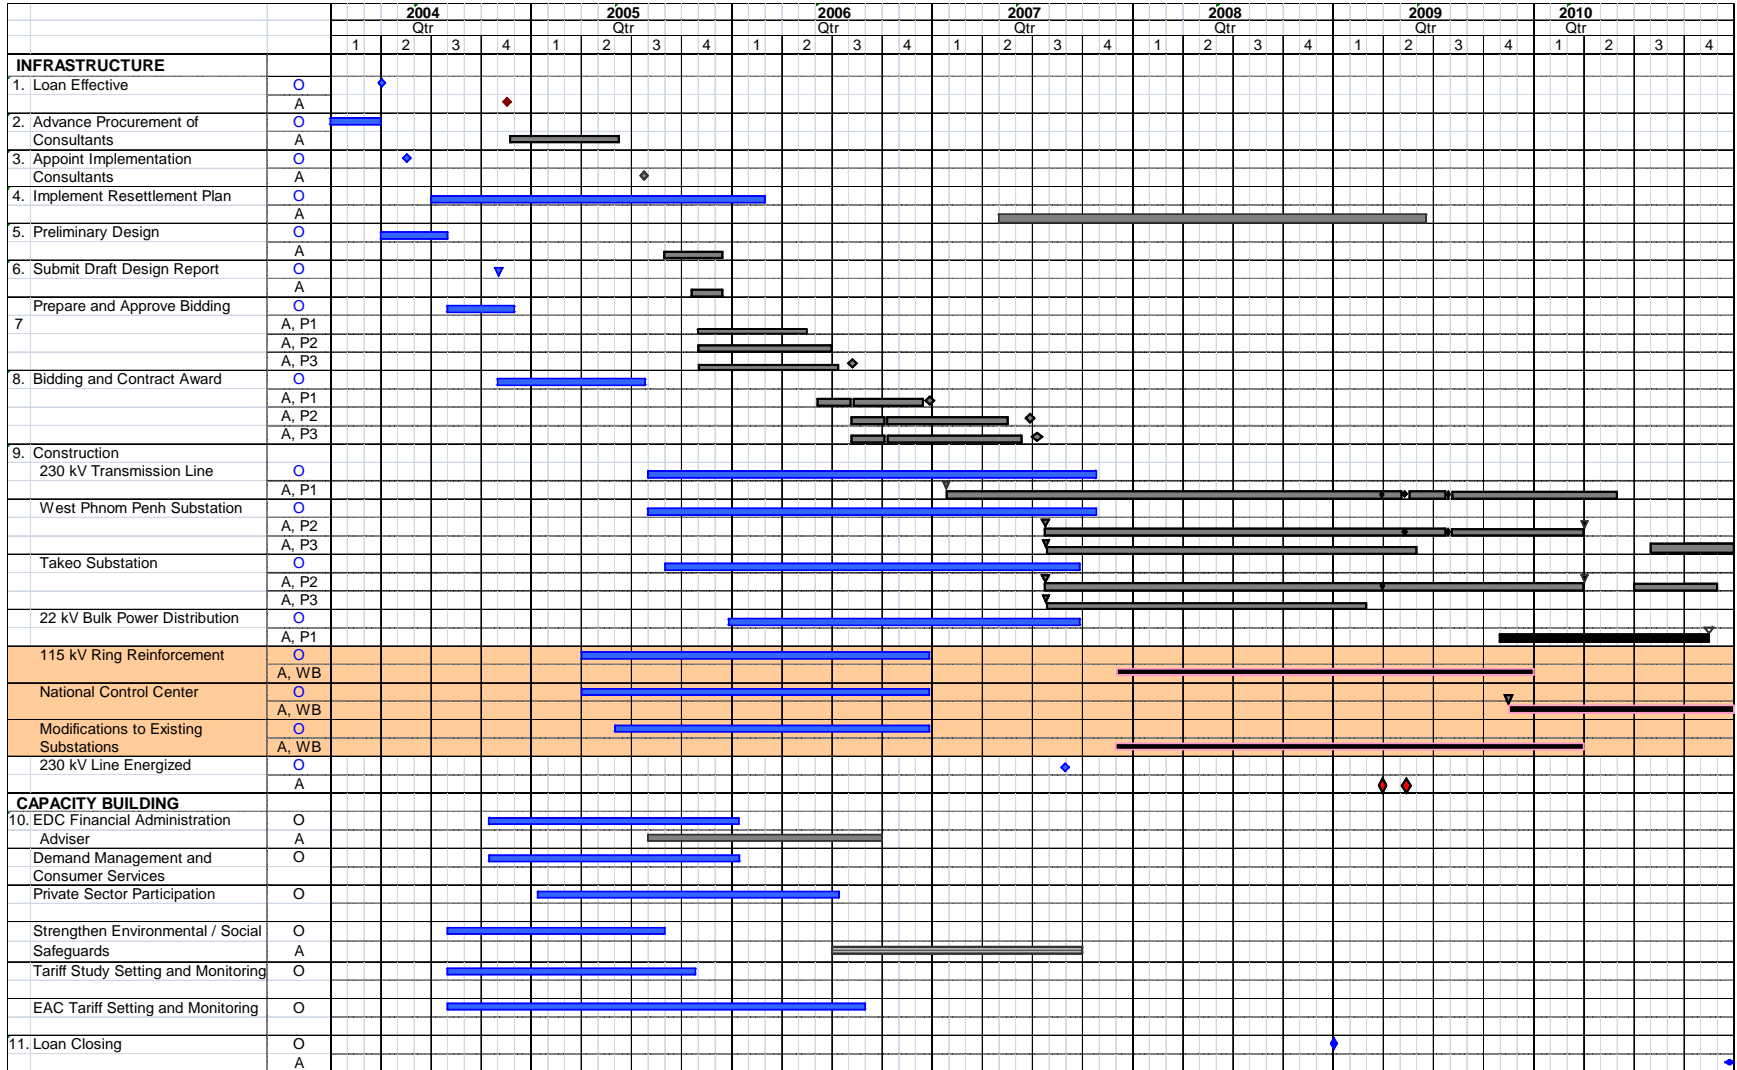 2004 2005 2006 2007 2008 2009 2010
Qtr Qtr Qtr Qtr Qtr Qtr Qtr
1 2 3 4 1 2 3 4 1 2 3 4 1 2 3 4 1 2 3 4 1 2 3 4 1 2 3 4
INFRASTRUCTURE
1. Loan Effective O
A
2. Advance Procurement of O
Consultants A
3. Appoint Implementation O
Consultants A
4. Implement Resettlement Plan O
A
5. Preliminary Design O
A
6. Submit Draft Design Report O
A
Prepare and Approve Bidding O
7 A, P1
A, P2
A, P3
8. Bidding and Contract Award O
A, P1
A, P2
A, P3
9. Construction
230 kV Transmission Line O
A, P1
West Phnom Penh Substation O
A, P2
A, P3
Takeo Substation O
A, P2
A, P3
22 kV Bulk Power Distribution O
A, P1
115 kV Ring Reinforcement O
A, WB
National Control Center O
A, WB
Modifications to Existing O
Substations A, WB
230 kV Line Energized O
A
CAPACITY BUILDING
10. EDC Financial Administration O
Adviser A
Demand Management and O
Consumer Services
Private Sector Participation O
Strengthen Environmental / Social O
Safeguards A
Tariff Study Setting and Monitoring O
EAC Tariff Setting and Monitoring O
11. Loan Closing O
A